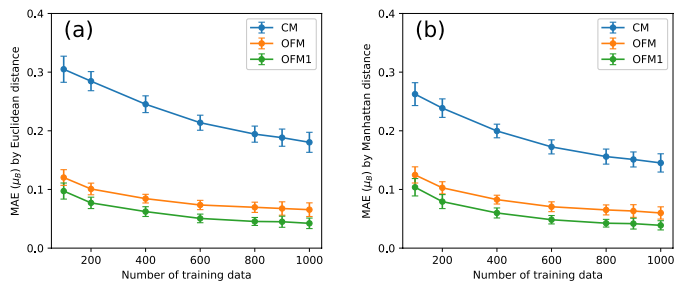 (a)
CM
OFM
OFM1
0.4
0.3
0.2
0.1
0.0
MAE (μB) by Euclidean distance
200
400
600
800
1000
Number of training data
(b)
CM
OFM
OFM1
0.4
0.3
0.2
0.1
0.0
MAE (μB) by Manhattan distance
200
400
600
800
1000
Number of training data